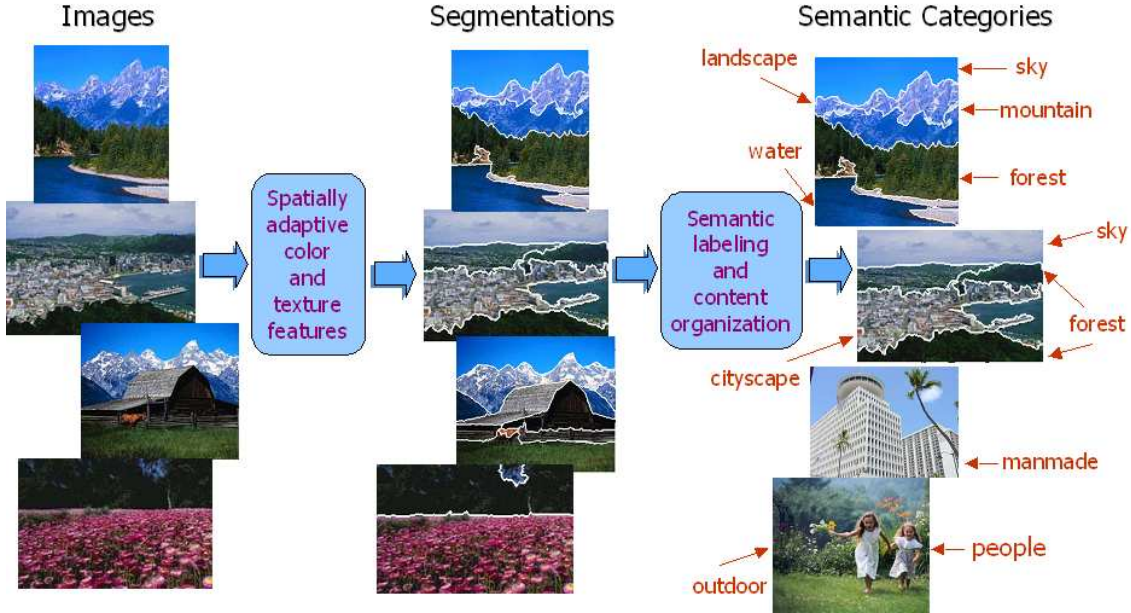 Images
Segmentations
Semantic Categories
landscape
sky
mountain
water
forest
Spatially
adaptive
color
and
texture
features
Semantic
labeling
and
content
organization
sky
forest
cityscape
manmade
people
outdoor